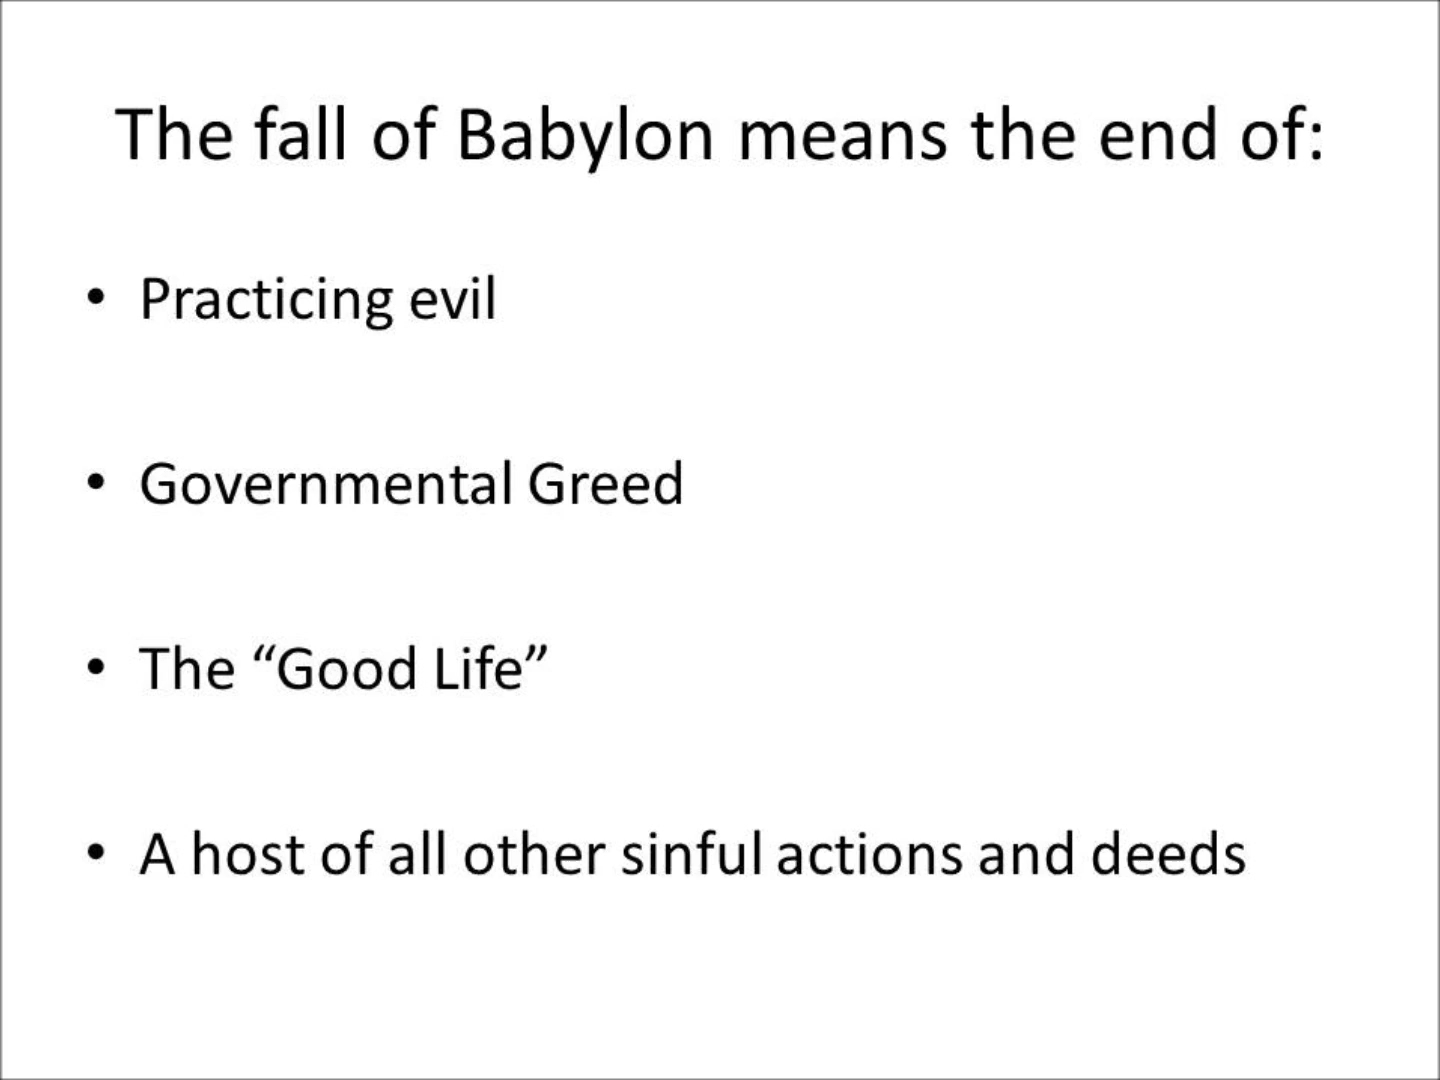 The fall of Babylon means the end of:
• Practicing evil
• Governmental Greed
• The “Good Life”
• A host of all other sinful actions and deeds